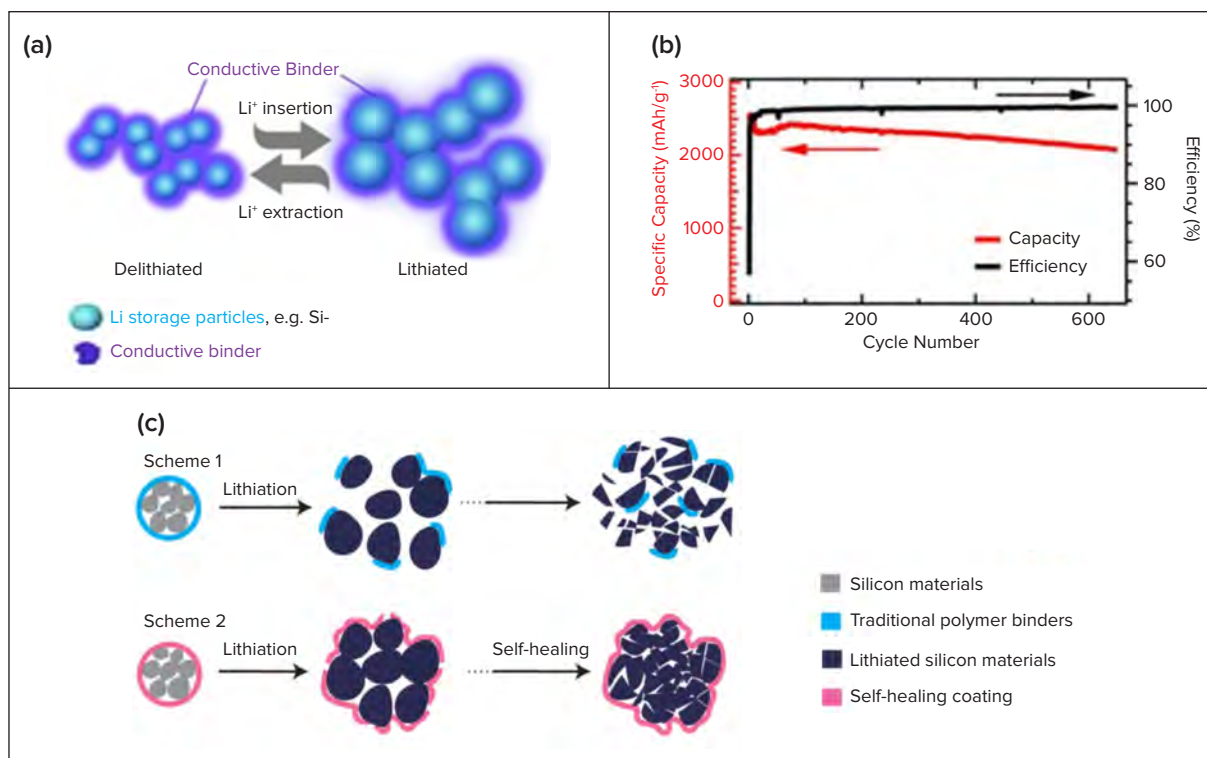 (a)
Conductive Binder
Li⁺ insertion
Li⁺ extraction
Delithiated
Lithiated
Li storage particles, e.g. Si-
Conductive binder
(b)
Specific Capacity (mAh/g⁻¹)
3000
2000
1000
0
100
80
60
Efficiency (%)
Capacity
Efficiency
0
200
400
600
Cycle Number
(c)
Scheme 1
Lithiation
Scheme 2
Lithiation
Self-healing
Silicon materials
Traditional polymer binders
Lithiated silicon materials
Self-healing coating